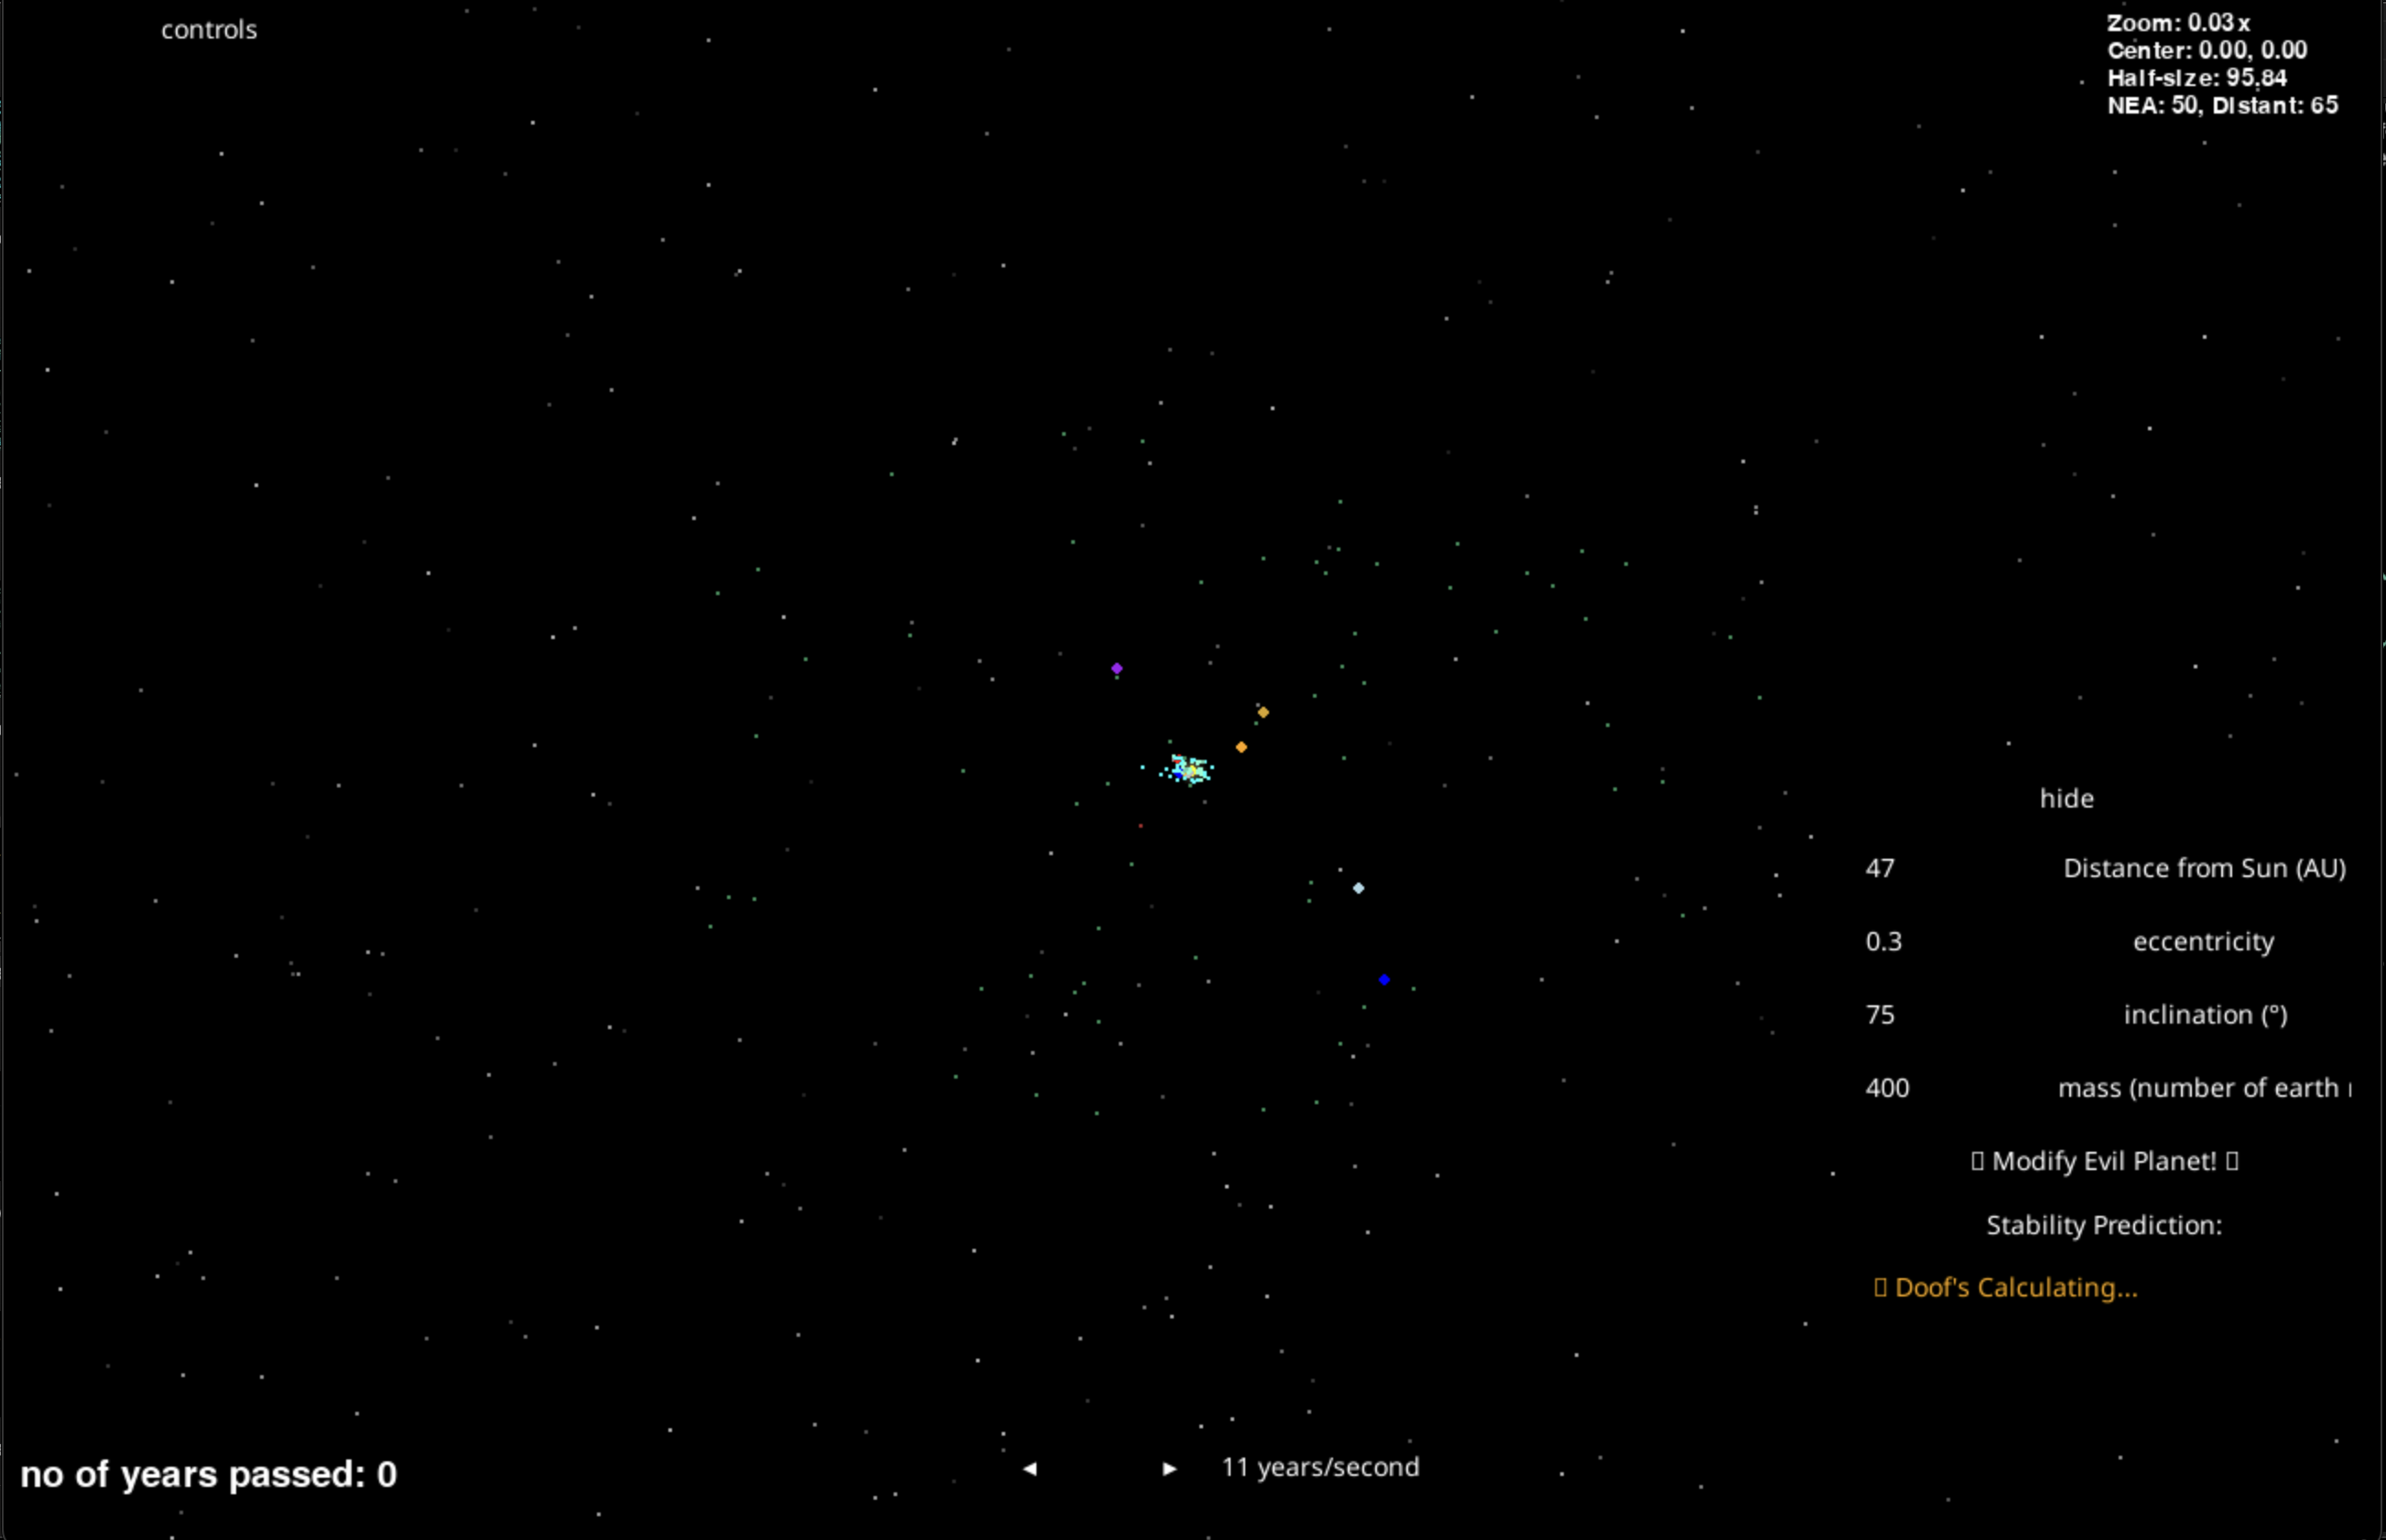 controls
Zoom: 0.03x
Center: 0.00, 0.00
Half-size: 95.84
NEA: 50, Distant: 65
hide
47 Distance from Sun (AU)
0.3 eccentricity
75 inclination (°)
400 mass (number of earth
Modify Evil Planet!
Stability Prediction:
Doof's Calculating...
no of years passed: 0
◄ ► 11 years/second